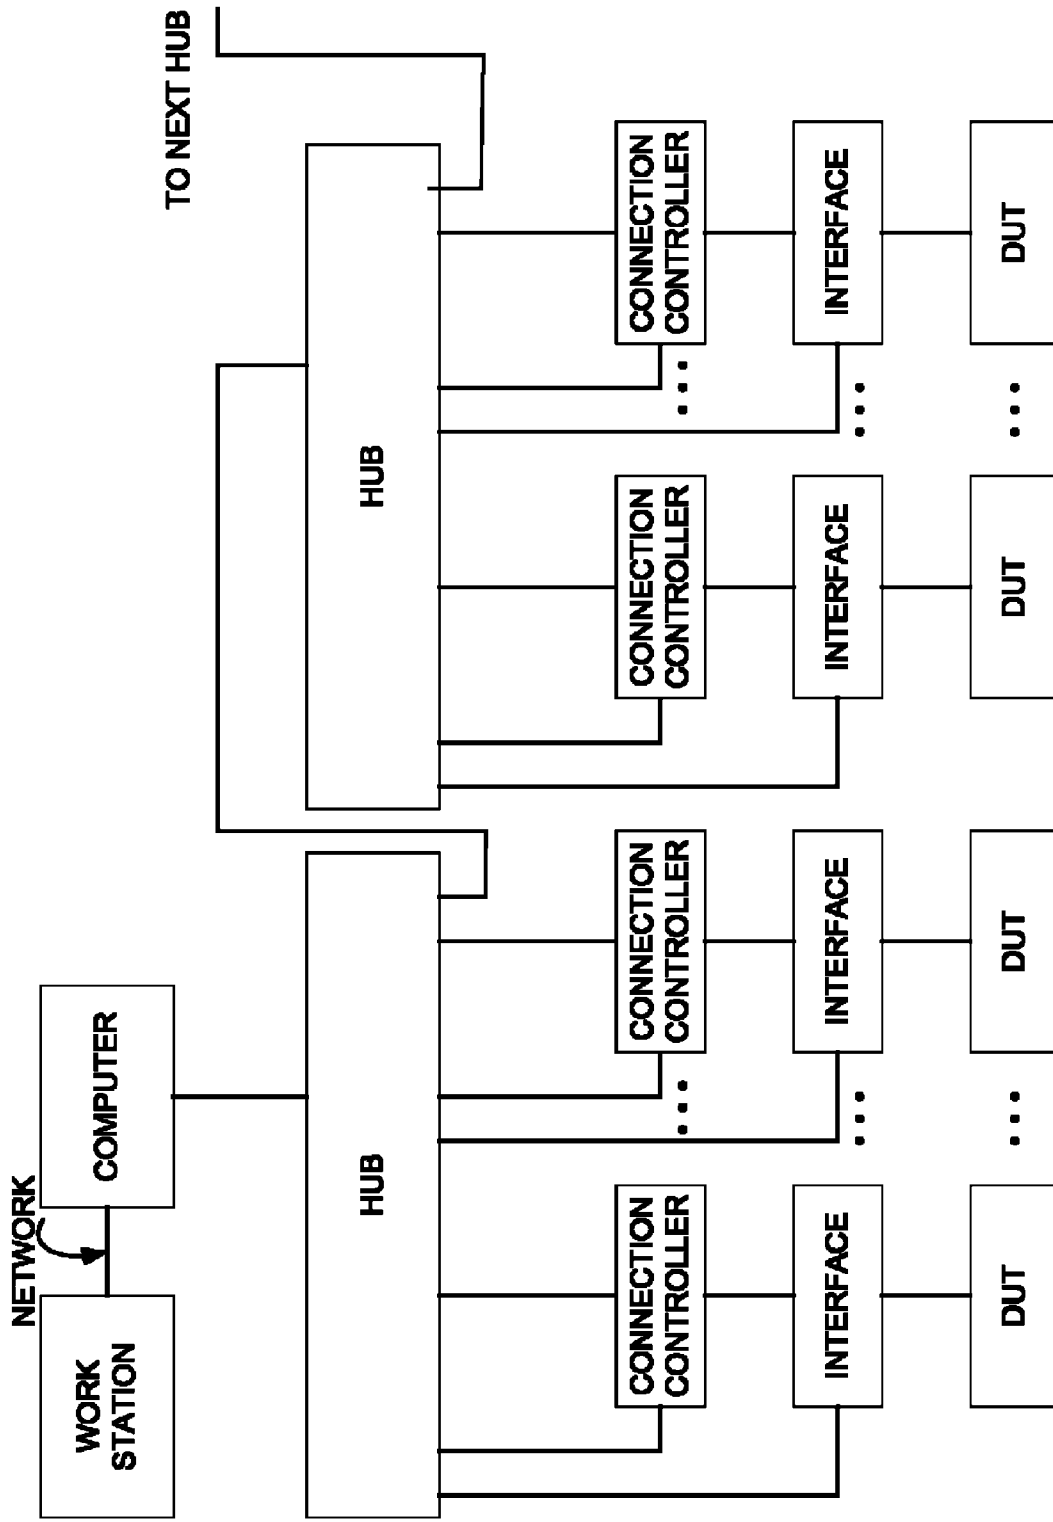 NETWORK
WORK
STATION
COMPUTER
TO NEXT HUB
HUB
HUB
CONNECTION
CONTROLLER
CONNECTION
CONTROLLER
CONNECTION
CONTROLLER
CONNECTION
CONTROLLER
INTERFACE
INTERFACE
INTERFACE
INTERFACE
DUT
DUT
DUT
DUT